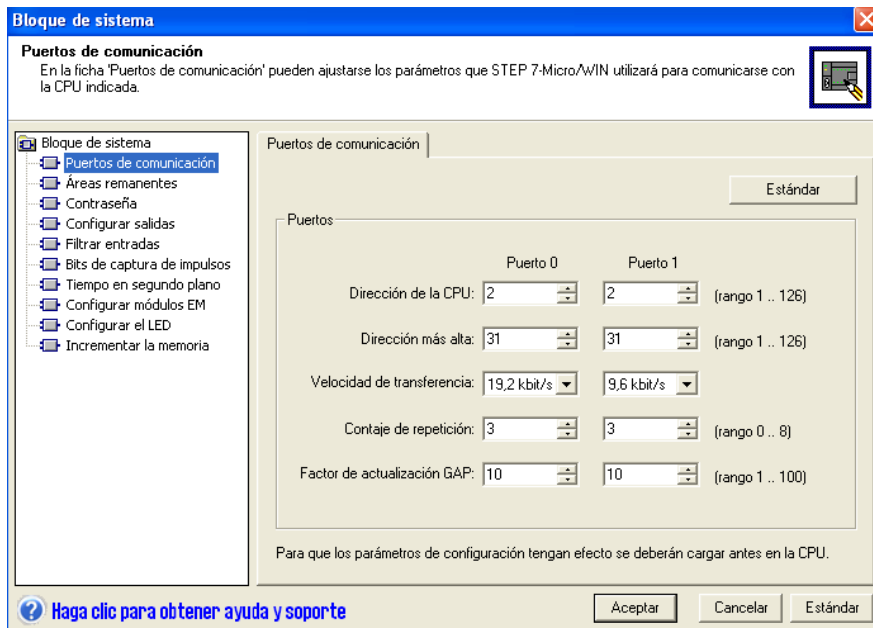 Bloque de sistema
Puertos de comunicación
En la ficha 'Puertos de comunicación' pueden ajustarse los parámetros que STEP 7-Micro/WIN utilizará para comunicarse con
la CPU indicada.
Bloque de sistema
Puertos de comunicación
Áreas remanentes
Contraseña
Configurar salidas
Filtrar entradas
Bits de captura de impulsos
Tiempo en segundo plano
Configurar módulos EM
Configurar el LED
Incrementar la memoria
Puertos de comunicación
Estándar
Puertos
Puerto 0 Puerto 1
Dirección de la CPU: 2 2 (rango 1 .. 126)
Dirección más alta: 31 31 (rango 1 .. 126)
Velocidad de transferencia: 19,2 kbit/s 9,6 kbit/s
Contaje de repetición: 3 3 (rango 0 .. 8)
Factor de actualización GAP: 10 10 (rango 1 .. 100)
Para que los parámetros de configuración tengan efecto se deberán cargar antes en la CPU.
Haga clic para obtener ayuda y soporte
Aceptar Cancelar Estándar